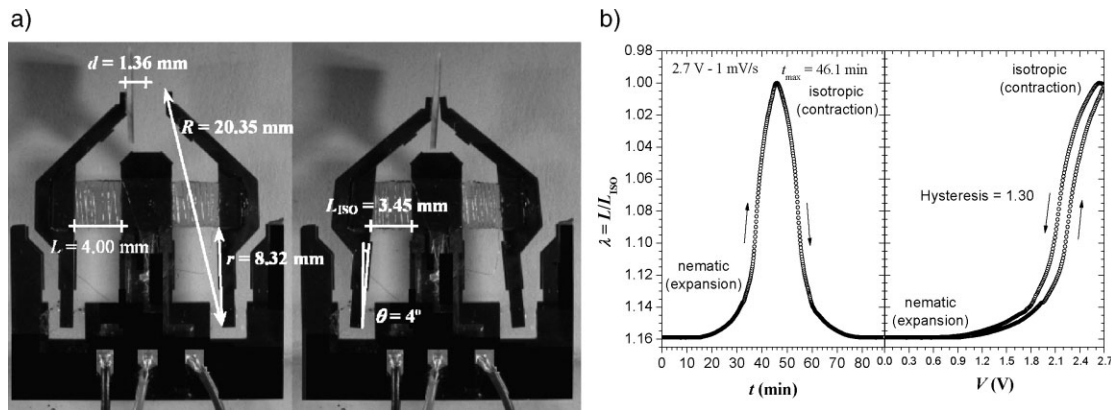 a)
d = 1.36 mm
R = 20.35 mm
L = 4.00 mm
r = 8.32 mm
L_ISO = 3.45 mm
θ = 4º
b)
λ = L/L_ISO
0.98
1.00
1.02
1.04
1.06
1.08
1.10
1.12
1.14
1.16
2.7 V - 1 mV/s
t_max = 46.1 min
isotropic
(contraction)
nematic
(expansion)
0 10 20 30 40 50 60 70 80
t (min)
isotropic
(contraction)
Hysteresis = 1.30
nematic
(expansion)
0.0 0.3 0.6 0.9 1.2 1.5 1.8 2.1 2.4 2.7
V (V)